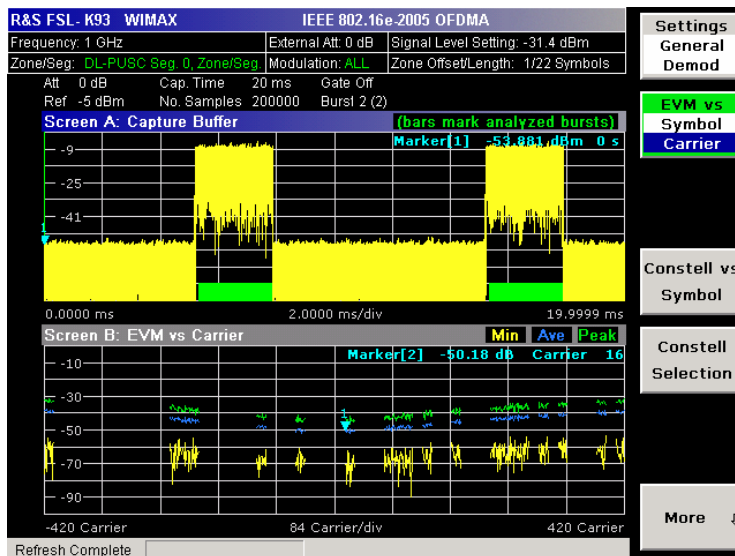 R&S FSL- K93 WIMAX IEEE 802.16e-2005 OFDMA
Frequency: 1 GHz External Att: 0 dB Signal Level Setting: -31.4 dBm
Zone/Seg: DL-PUSC Seg. 0, Zone/Seg. Modulation: ALL Zone Offset/Length: 1/22 Symbols
Att 0 dB Cap. Time 20 ms Gate Off
Ref -5 dBm No. Samples 200000 Burst 2 (2)
Screen A: Capture Buffer (bars mark analyzed bursts)
Marker[1] -53.881 dBm 0 s
-9
-25
-41
1
0.0000 ms 2.0000 ms/div 19.9999 ms
Screen B: EVM vs Carrier Min Ave Peak
Marker[2] -50.18 dB Carrier 16
-10
-30
1
-50
-70
-90
-420 Carrier 84 Carrier/div 420 Carrier
Refresh Complete
Settings
General
Demod
EVM vs
Symbol
Carrier
Constell vs
Symbol
Constell
Selection
More